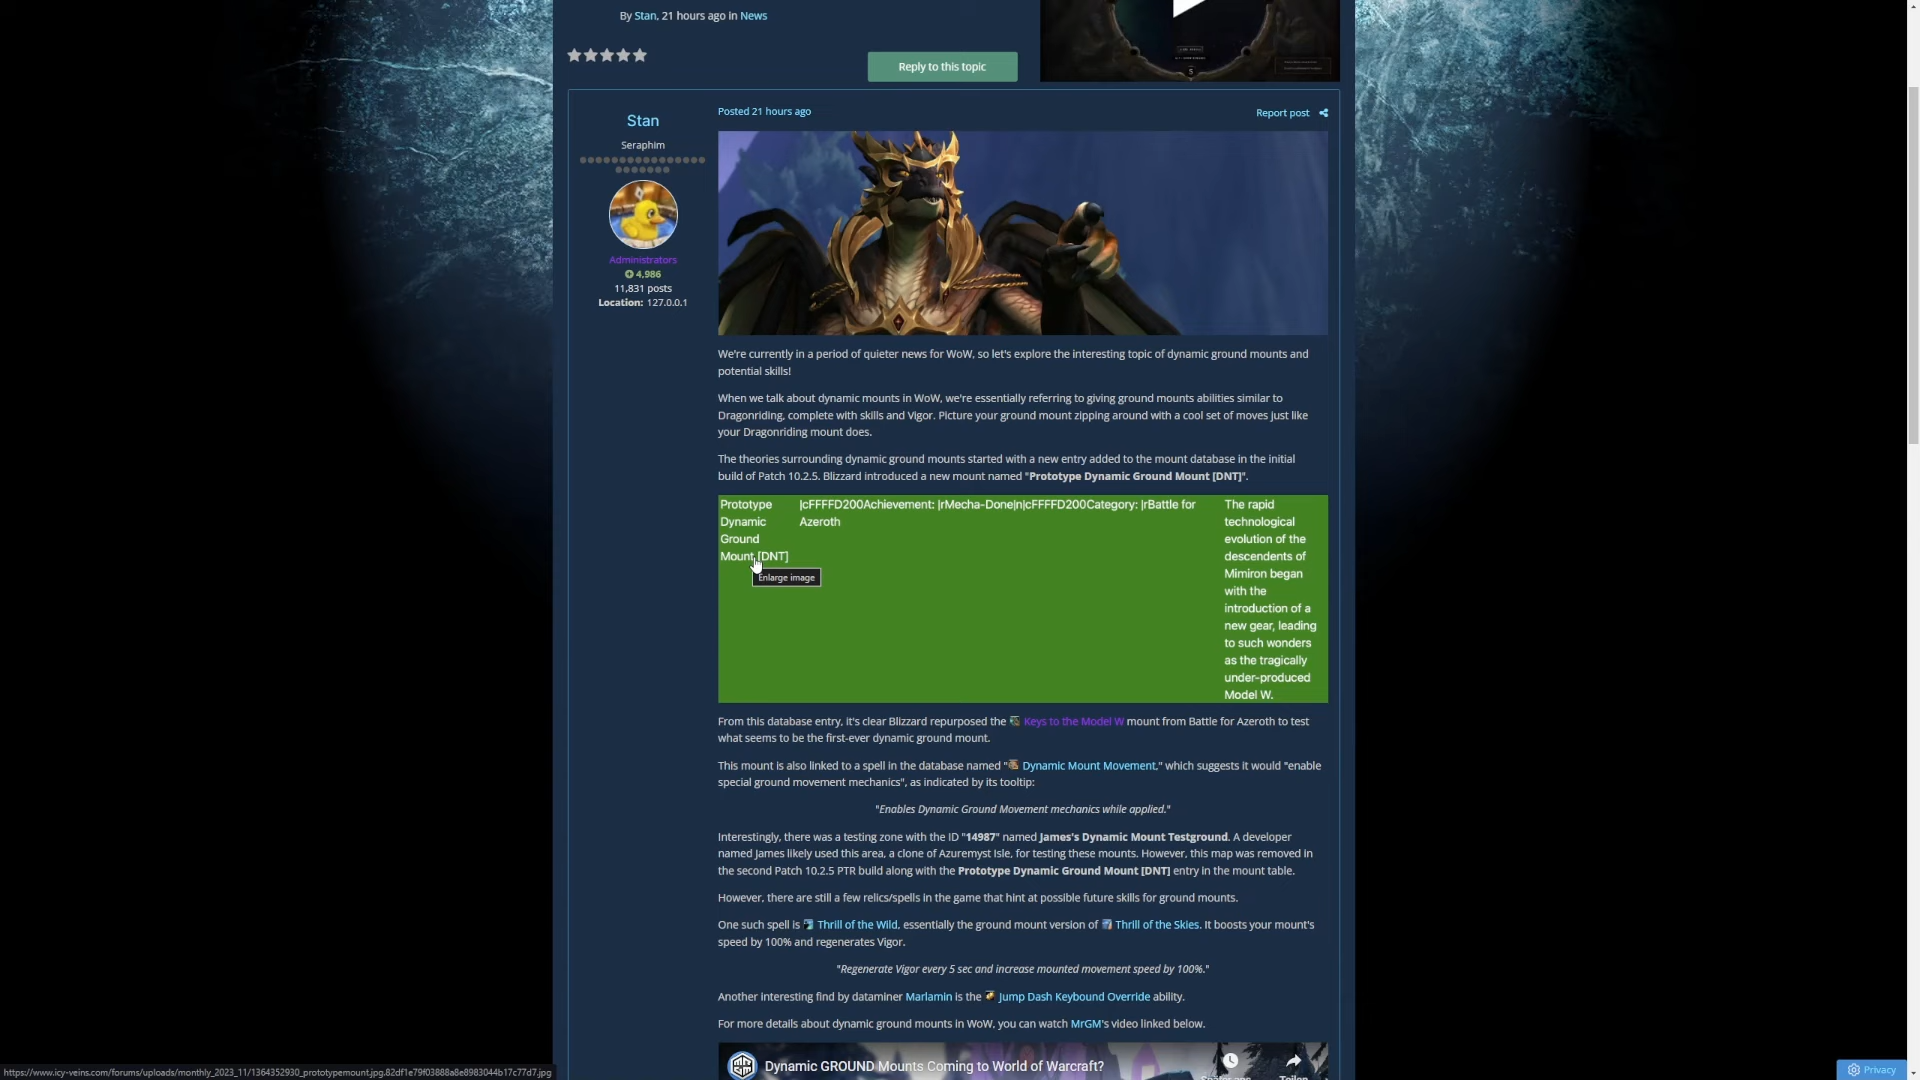 By Stan, 21 hours ago in News
Reply to this topic
Stan
Seraphim
Administrators
4,986
11,831 posts
Location: 127.0.0.1
Posted 21 hours ago
Report post
We're currently in a period of quieter news for WoW, so let's explore the interesting topic of dynamic ground mounts and
potential skills!
When we talk about dynamic mounts in WoW, we're essentially referring to giving ground mounts abilities similar to
Dragonriding, complete with skills and Vigor. Picture your ground mount zipping around with a cool set of moves just like
your Dragonriding mount does.
The theories surrounding dynamic ground mounts started with a new entry added to the mount database in the initial
build of Patch 10.2.5. Blizzard introduced a new mount named "Prototype Dynamic Ground Mount [DNT]".
Prototype
Dynamic
Ground
Mount [DNT]
|cFFFFD200Achievement: |rMecha-Done|n|cFFFFD200Category: |rBattle for
Azeroth
The rapid
technological
evolution of the
descendents of
Mimiron began
with the
introduction of a
new gear, leading
to such wonders
as the tragically
under-produced
Model W.
Enlarge image
From this database entry, it's clear Blizzard repurposed the Keys to the Model W mount from Battle for Azeroth to test
what seems to be the first-ever dynamic ground mount.
This mount is also linked to a spell in the database named "Dynamic Mount Movement," which suggests it would "enable
special ground movement mechanics", as indicated by its tooltip:
"Enables Dynamic Ground Movement mechanics while applied."
Interestingly, there was a testing zone with the ID "14987" named James's Dynamic Mount Testground. A developer
named James likely used this area, a clone of Azuremyst Isle, for testing these mounts. However, this map was removed in
the second Patch 10.2.5 PTR build along with the Prototype Dynamic Ground Mount [DNT] entry in the mount table.
However, there are still a few relics/spells in the game that hint at possible future skills for ground mounts.
One such spell is Thrill of the Wild, essentially the ground mount version of Thrill of the Skies. It boosts your mount's
speed by 100% and regenerates Vigor.
"Regenerate Vigor every 5 sec and increase mounted movement speed by 100%."
Another interesting find by dataminer Marlamin is the Jump Dash Keybound Override ability.
For more details about dynamic ground mounts in WoW, you can watch MrGM's video linked below.
Dynamic GROUND Mounts Coming to World of Warcraft?
https://www.icy-veins.com/forums/uploads/monthly_2023_11/1364352930_prototypemount.jpg.82df1e79f03888a8e8983044b17c77d7.jpg
Privacy